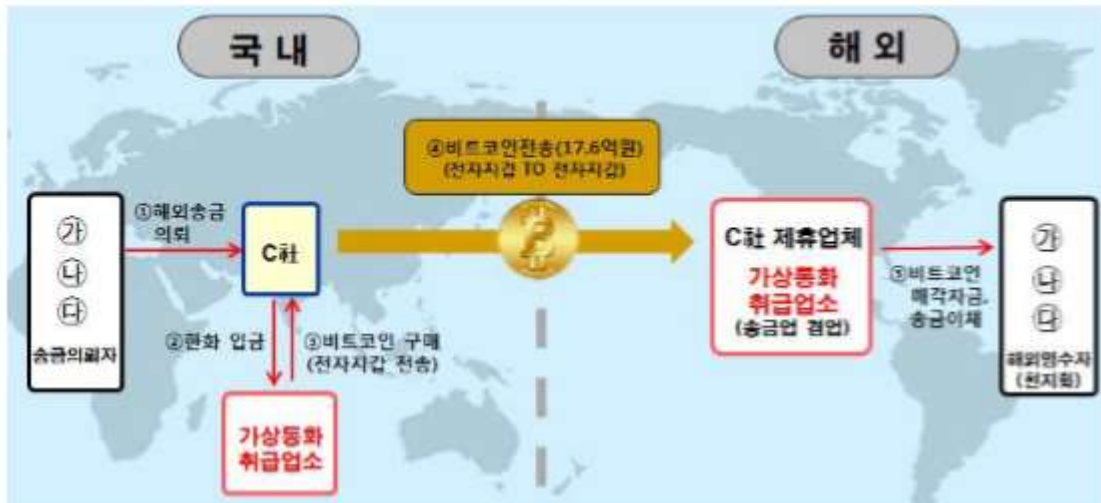 국내
해외
④비트코인전송(17.6억원)
(전자지갑 TO 전자지갑)
①해외송금
의뢰
㉮
㉯
㉰
송금의뢰자
C社
②원화 입금
③비트코인 구매
(전자지갑 전송)
가상통화
취급업소
C社 제휴업체
가상통화
취급업소
(송금업 겸업)
⑤비트코인
매각자금,
송금이체
㉮
㉯
㉰
해외영수자